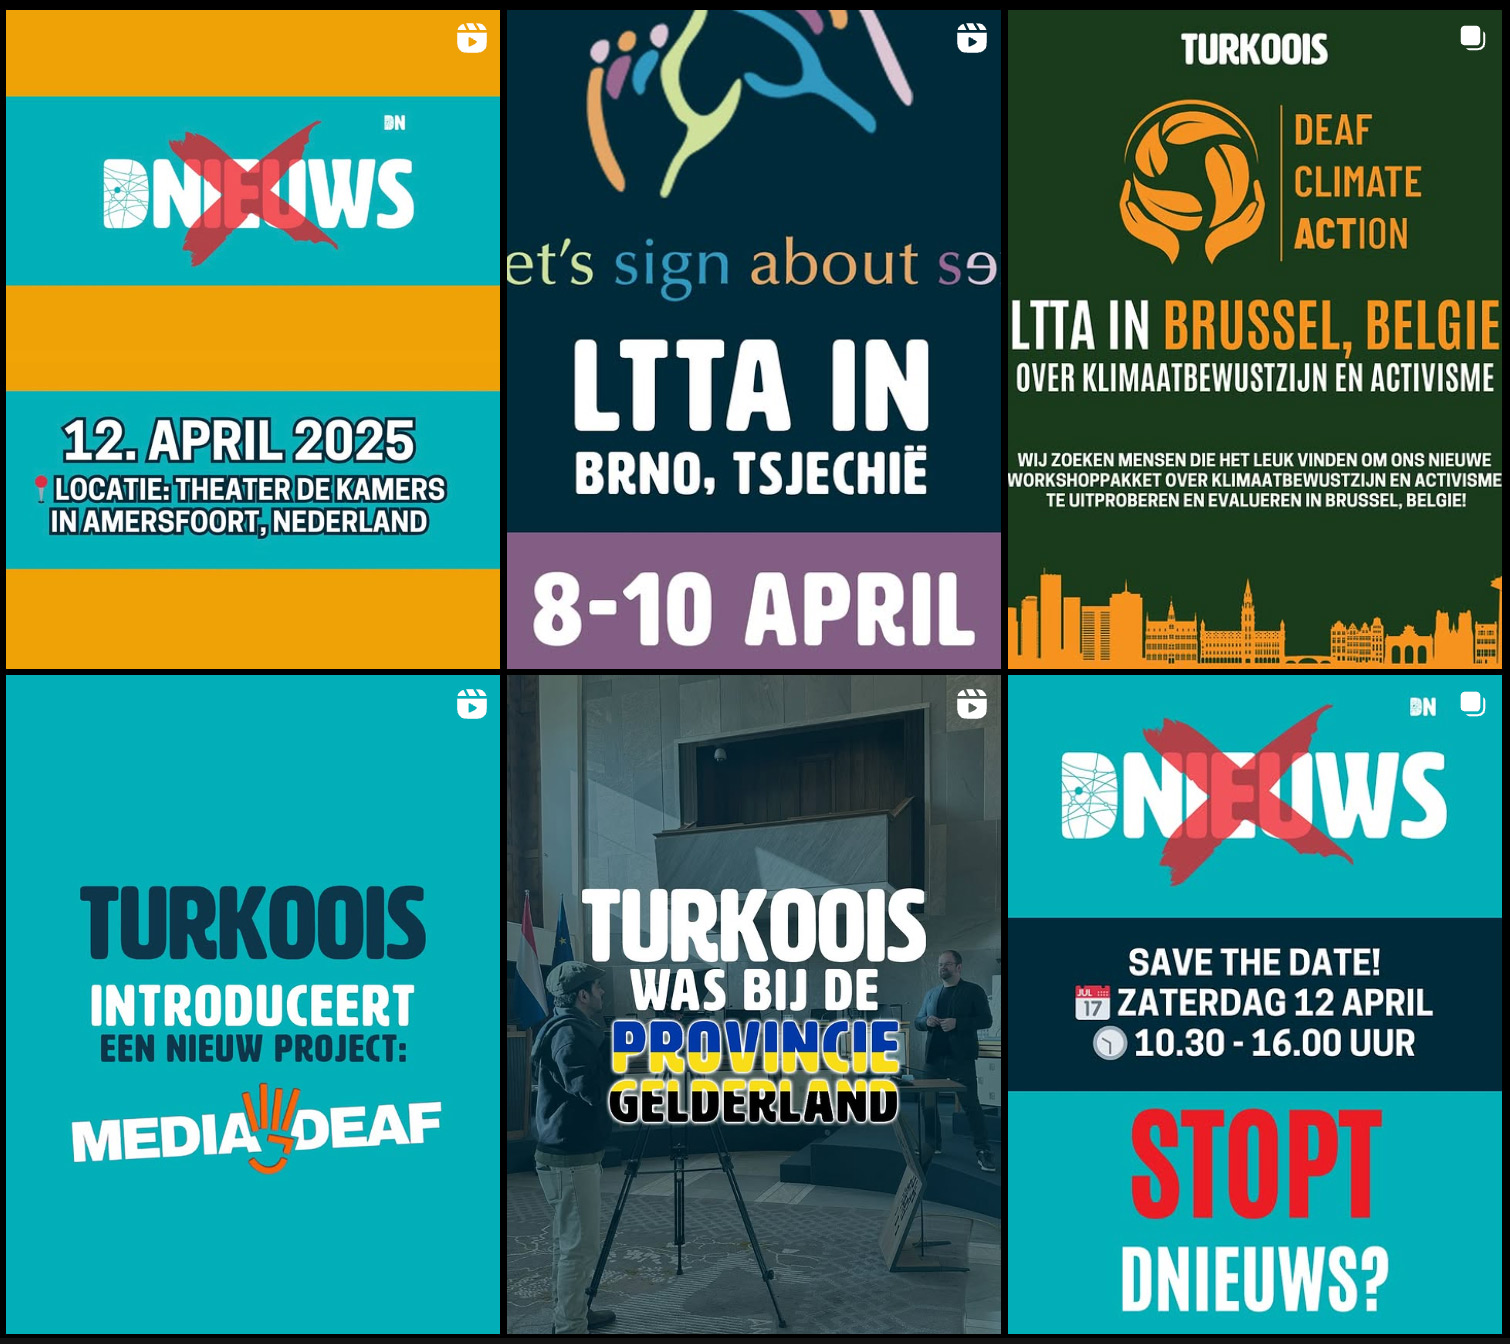 DN
DNIEUWS
12. APRIL 2025
LOCATIE: THEATER DE KAMERS
IN AMERSFOORT, NEDERLAND
et's sign about se
LTTA IN
BRNO, TSJECHIË
8-10 APRIL
TURKOOIS
DEAF
CLIMATE
ACTION
LTTA IN BRUSSEL, BELGIE
OVER KLIMAATBEWUSTZIJN EN ACTIVISME
WIJ ZOEKEN MENSEN DIE HET LEUK VINDEN OM ONS NIEUWE
WORKSHOPPAKKET OVER KLIMAATBEWUSTZIJN EN ACTIVISME
TE UITPROBEREN EN EVALUEREN IN BRUSSEL, BELGIE!
TURKOOIS
INTRODUCEERT
EEN NIEUW PROJECT:
MEDIA DEAF
TURKOOIS
WAS BIJ DE
PROVINCIE
GELDERLAND
DN
DNIEUWS
SAVE THE DATE!
JUL 17 ZATERDAG 12 APRIL
10.30 - 16.00 UUR
STOPT
DNIEUWS?